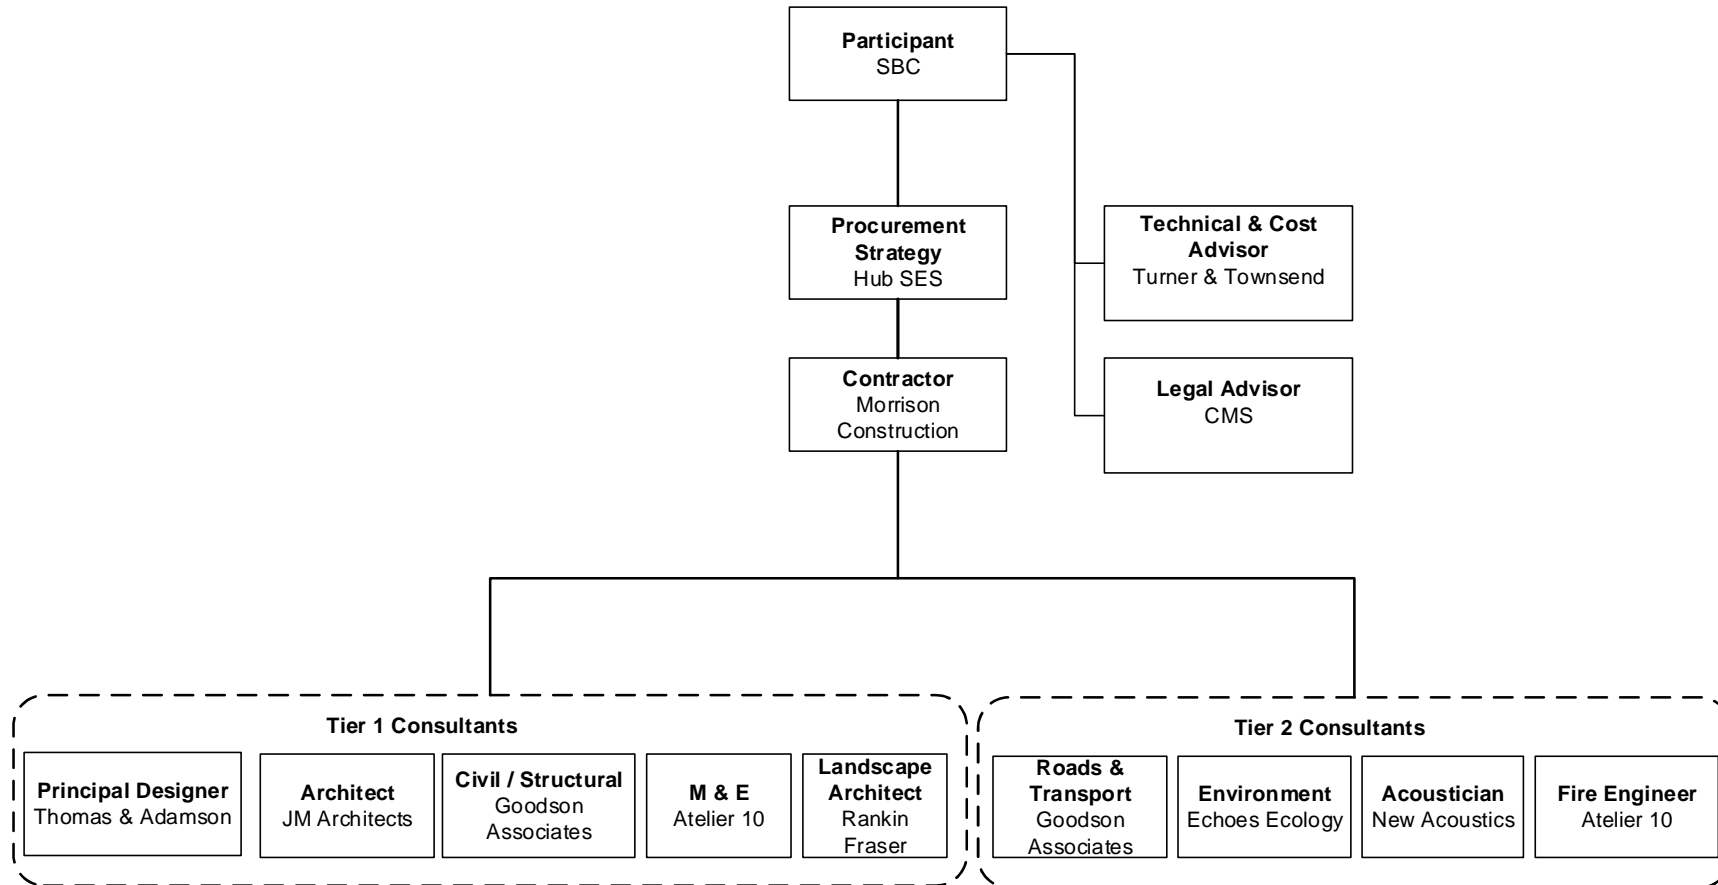 Participant
SBC
Procurement
Strategy
Hub SES
Technical & Cost
Advisor
Turner & Townsend
Contractor
Morrison
Construction
Legal Advisor
CMS
Tier 1 Consultants
Principal Designer
Thomas & Adamson
Architect
JM Architects
Civil / Structural
Goodson
Associates
M & E
Atelier 10
Landscape
Architect
Rankin
Fraser
Tier 2 Consultants
Roads &
Transport
Goodson
Associates
Environment
Echoes Ecology
Acoustician
New Acoustics
Fire Engineer
Atelier 10